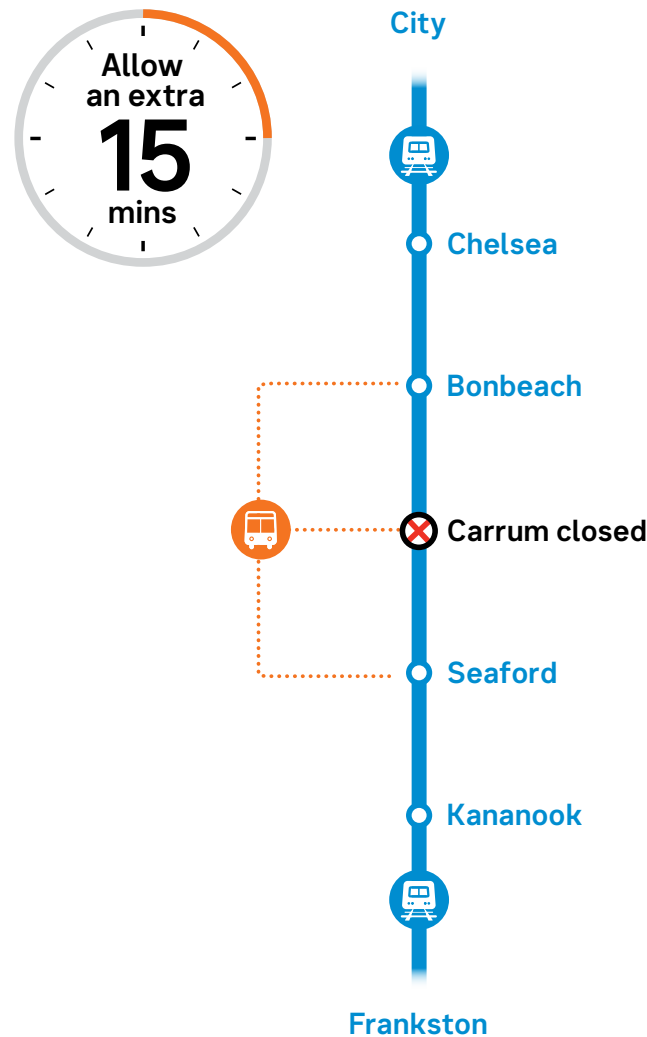 City
Allow
an extra
15
mins
Chelsea
Bonbeach
Carrum closed
Seaford
Kananook
Frankston